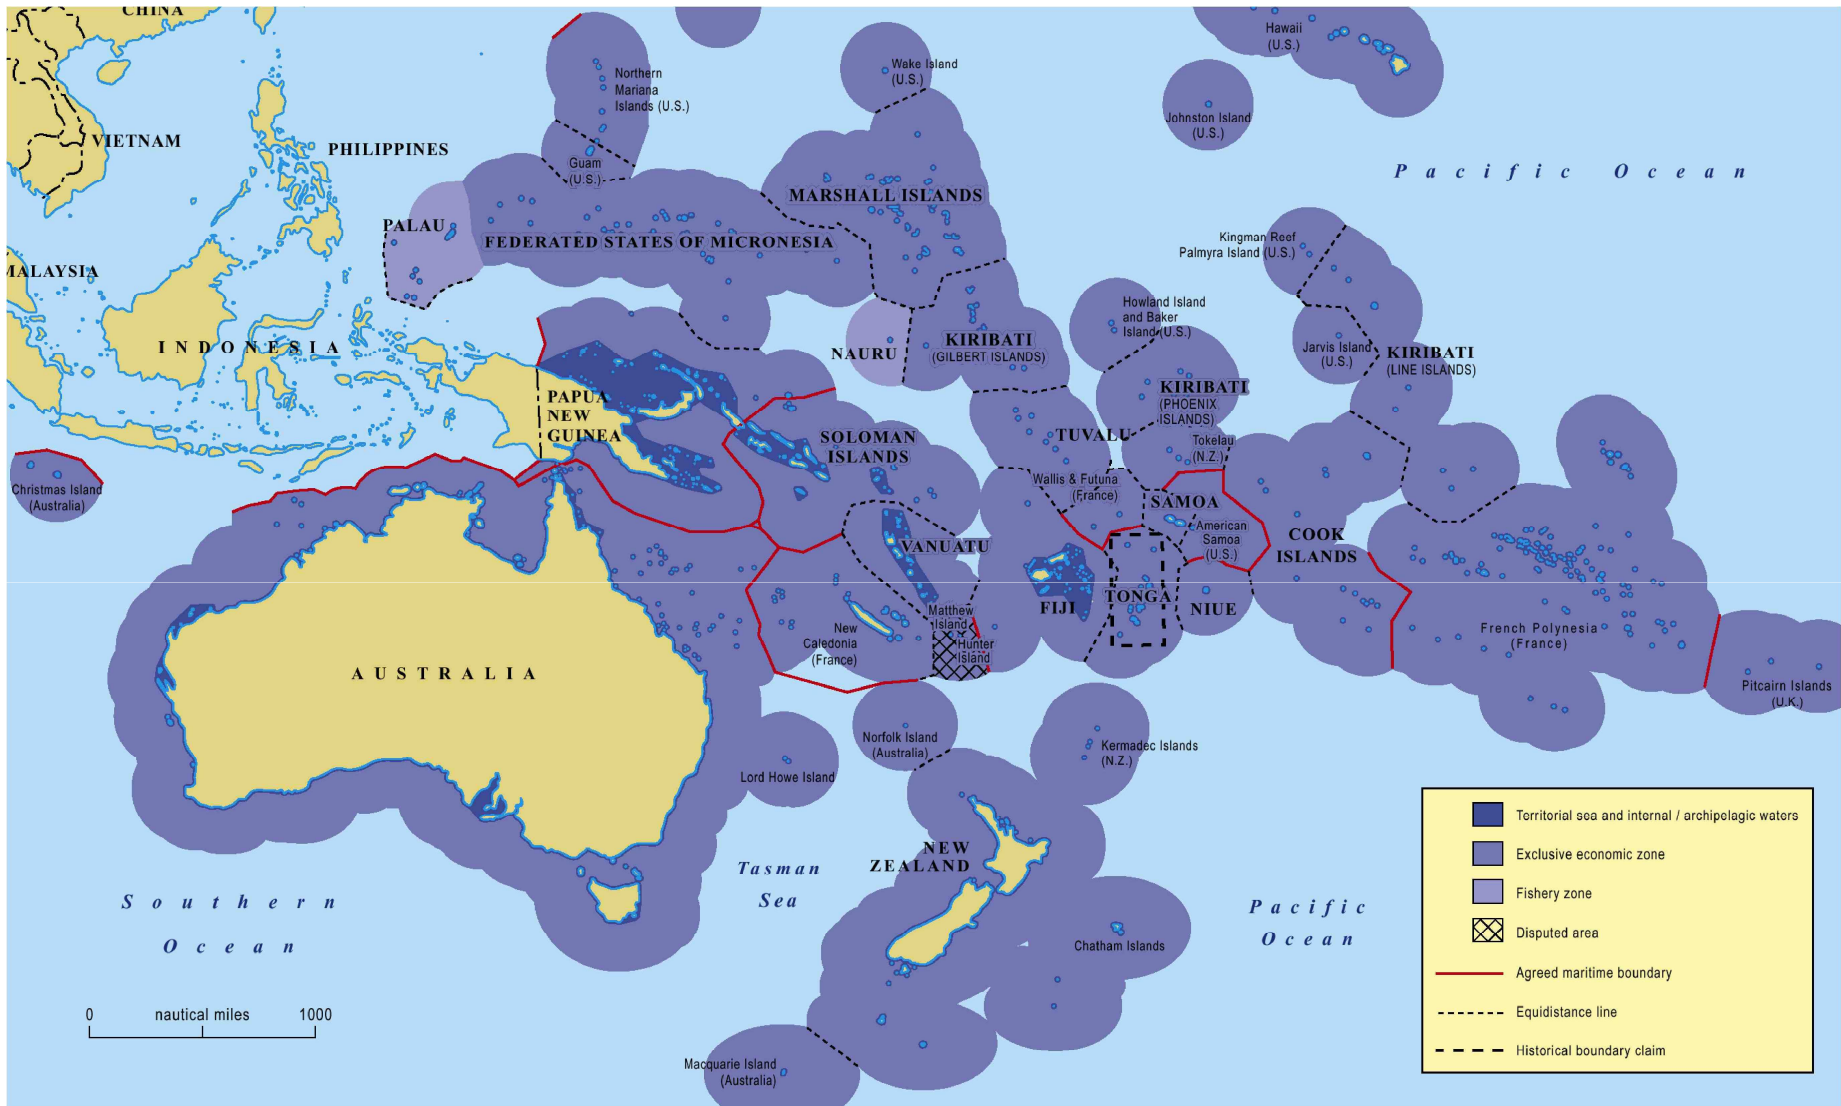 CHINA
VIETNAM
PHILIPPINES
MALAYSIA
INDONESIA
Northern
Mariana
Islands (U.S.)
Guam
(U.S.)
Wake Island
(U.S.)
Hawaii
(U.S.)
Johnston Island
(U.S.)
Pacific Ocean
PALAU
FEDERATED STATES OF MICRONESIA
MARSHALL ISLANDS
Kingman Reef
Palmyra Island (U.S.)
Howland Island
and Baker
Island (U.S.)
NAURU
KIRIBATI
(GILBERT ISLANDS)
Jarvis Island
(U.S.)
KIRIBATI
(LINE ISLANDS)
KIRIBATI
(PHOENIX
ISLANDS)
PAPUA
NEW
GUINEA
SOLOMAN
ISLANDS
TUVALU
Tokelau
(N.Z.)
Christmas Island
(Australia)
Wallis & Futuna
(France)
SAMOA
American
Samoa
(U.S.)
COOK
ISLANDS
VANUATU
FIJI
TONGA
NIUE
Matthew
Island
Hunter
Island
New
Caledonia
(France)
French Polynesia
(France)
Pitcairn Islands
(U.K.)
AUSTRALIA
Norfolk Island
(Australia)
Kermadec Islands
(N.Z.)
Lord Howe Island
NEW
ZEALAND
Tasman
Sea
Southern
Ocean
Pacific
Ocean
Chatham Islands
Macquarie Island
(Australia)
0 nautical miles 1000
Territorial sea and internal / archipelagic waters
Exclusive economic zone
Fishery zone
Disputed area
Agreed maritime boundary
Equidistance line
Historical boundary claim